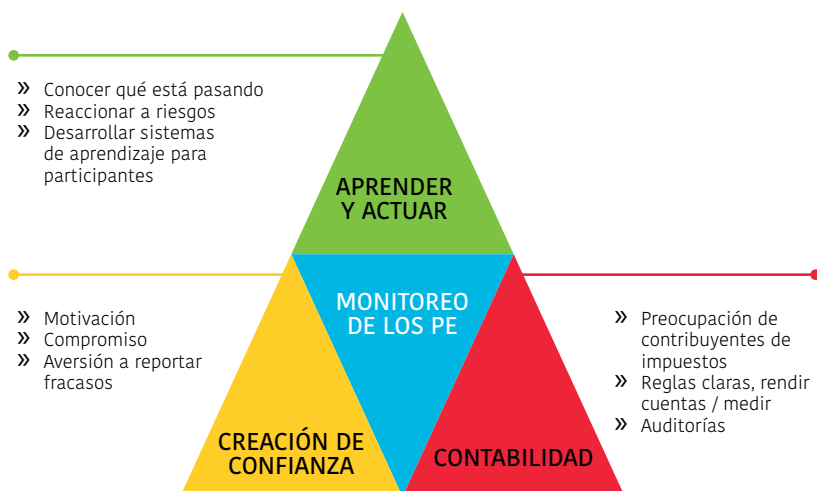 » Conocer qué está pasando
» Reaccionar a riesgos
» Desarrollar sistemas
de aprendizaje para
participantes
APRENDER
Y ACTUAR
» Motivación
» Compromiso
» Aversión a reportar
fracasos
MONITOREO
DE LOS PE
» Preocupación de
contribuyentes de
impuestos
» Reglas claras, rendir
cuentas / medir
» Auditorías
CREACIÓN DE
CONFIANZA
CONTABILIDAD